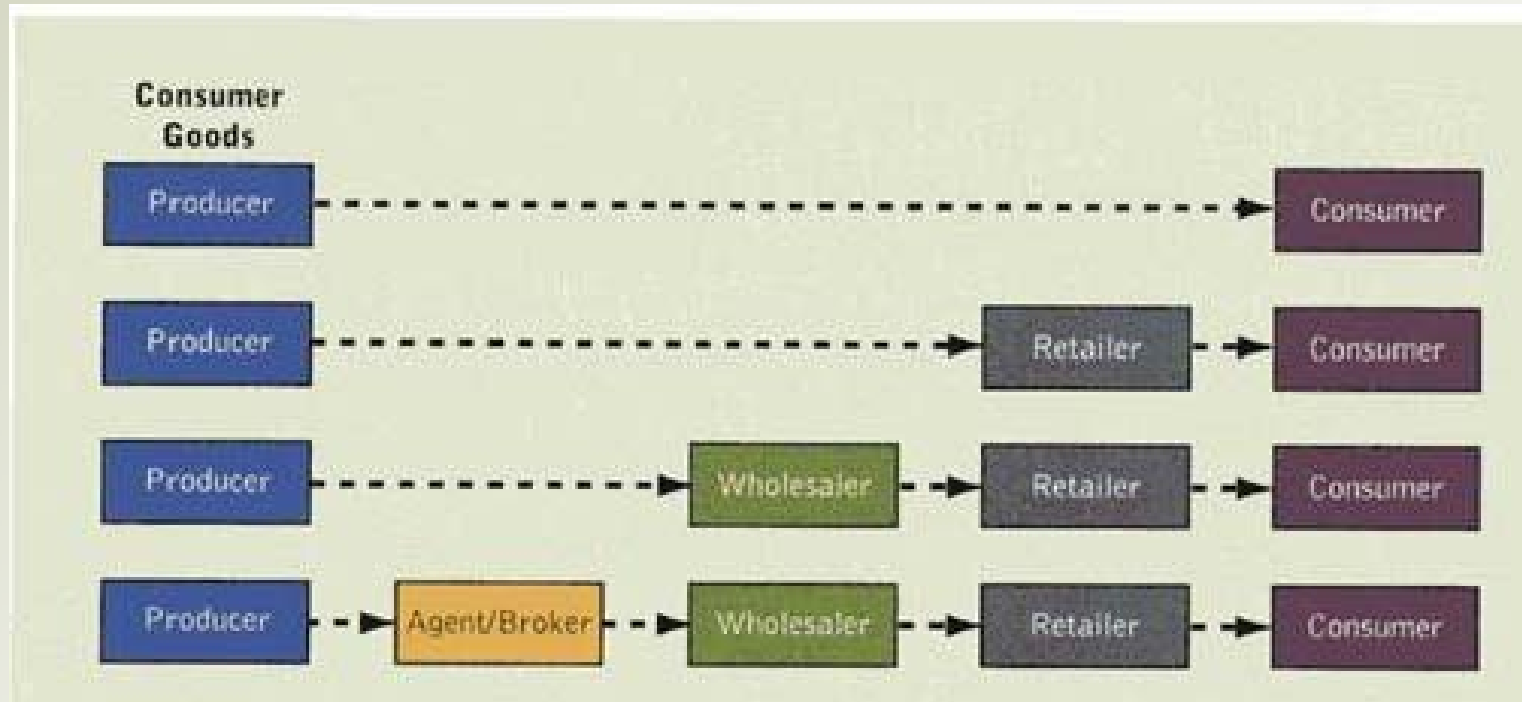 Consumer
Goods
Producer Consumer
Producer Retailer Consumer
Producer Wholesaler Retailer Consumer
Producer Agent/Broker Wholesaler Retailer Consumer